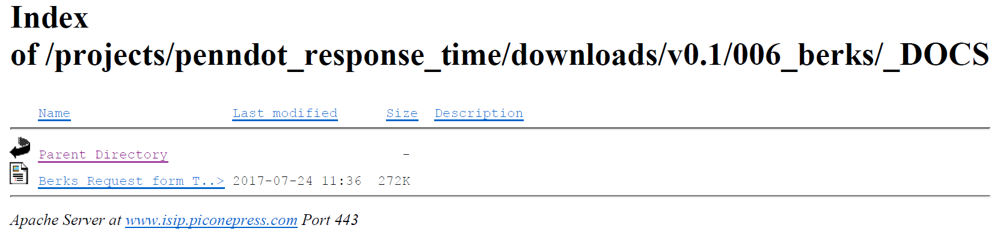 Index
of /projects/penndot_response_time/downloads/v0.1/006_berks/_DOCS
Name Last modified Size Description
Parent Directory -
Berks Request form T..> 2017-07-24 11:36 272K
Apache Server at www.isip.piconepress.com Port 443